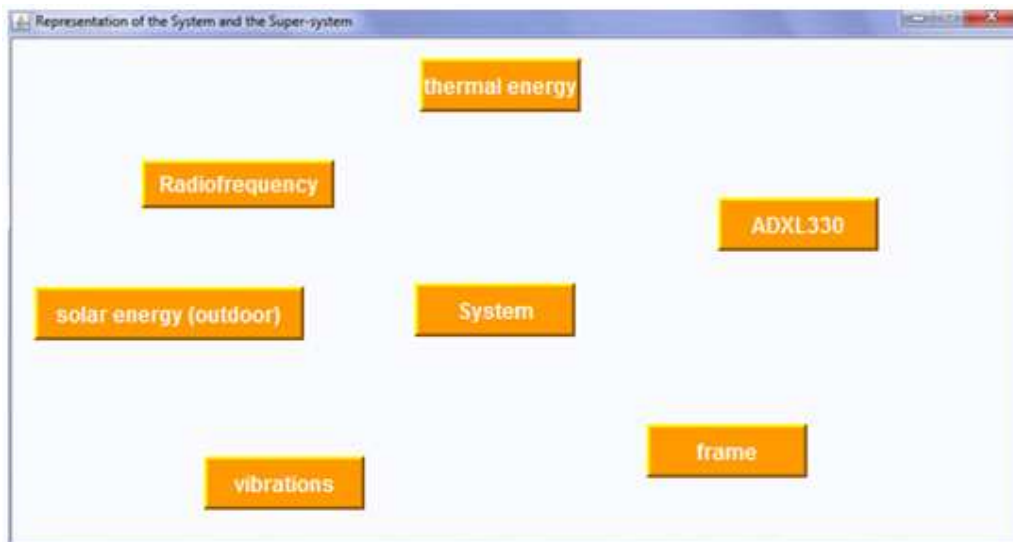 Representation of the System and the Super-system
thermal energy
Radiofrequency
ADXL330
solar energy (outdoor)
System
frame
vibrations